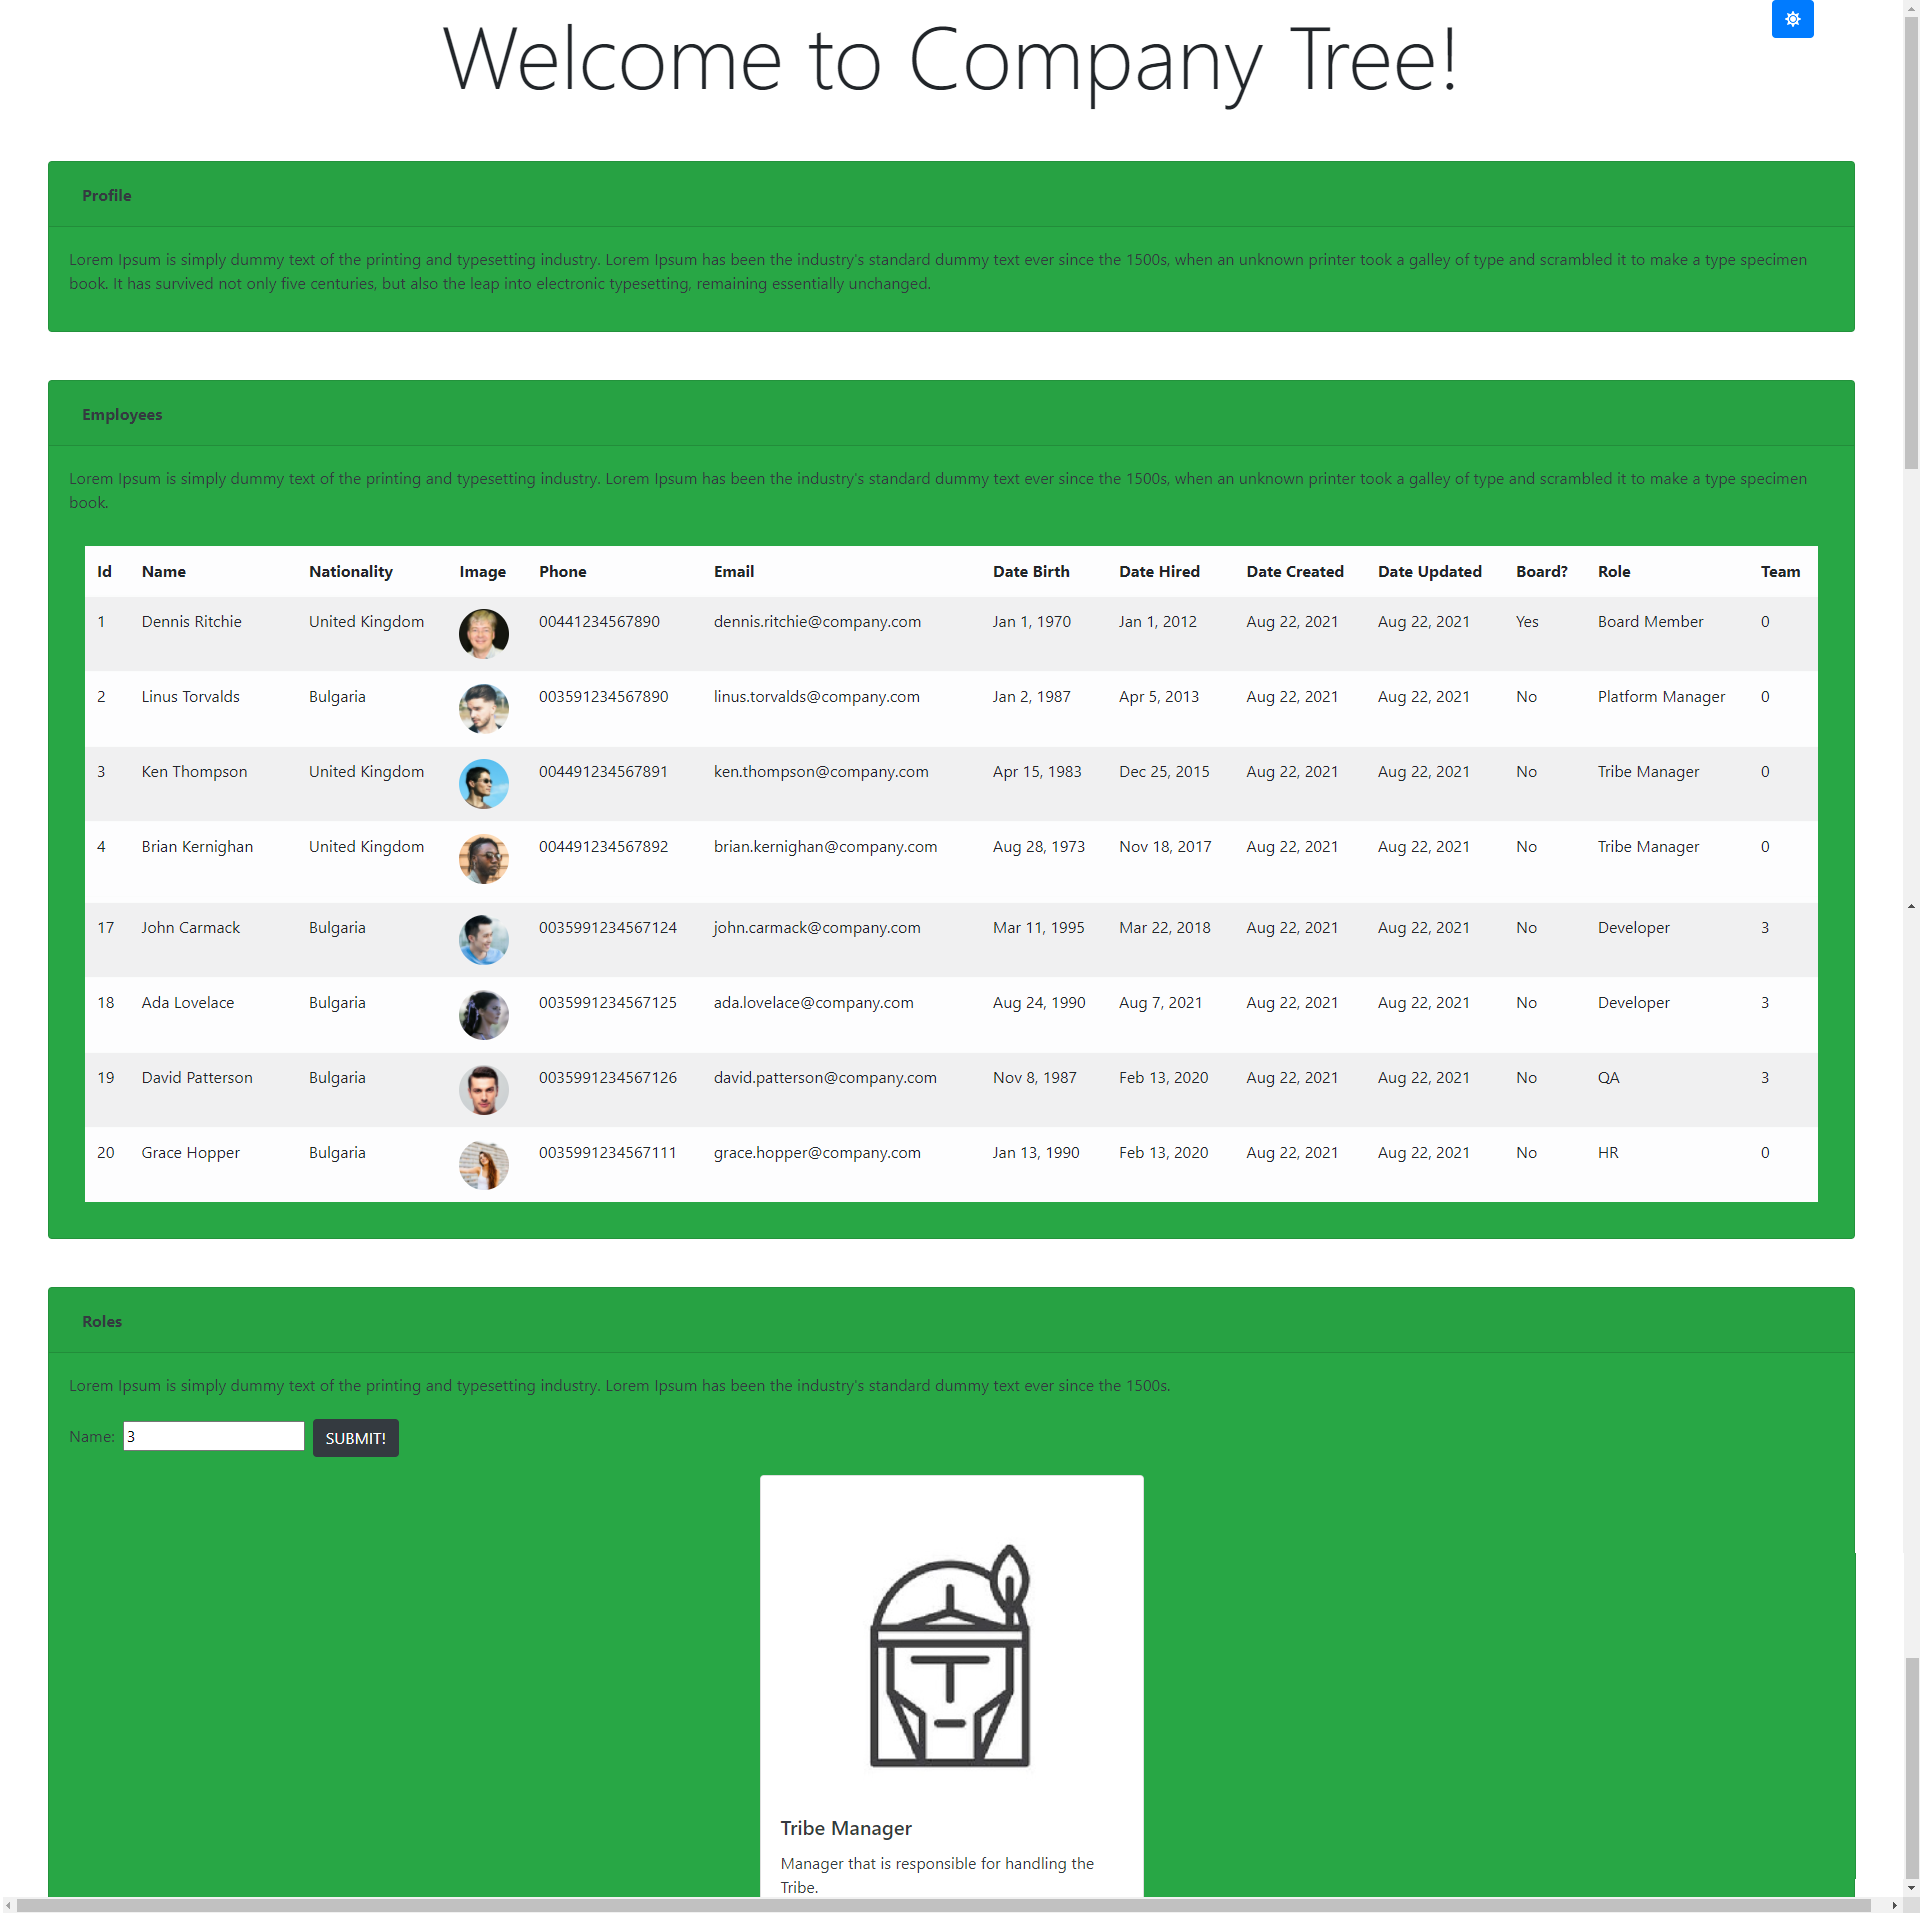 Welcome to Company Tree!
Profile
Lorem Ipsum is simply dummy text of the printing and typesetting industry. Lorem Ipsum has been the industry's standard dummy text ever since the 1500s, when an unknown printer took a galley of type and scrambled it to make a type specimen
book. It has survived not only five centuries, but also the leap into electronic typesetting, remaining essentially unchanged.
Employees
Lorem Ipsum is simply dummy text of the printing and typesetting industry. Lorem Ipsum has been the industry's standard dummy text ever since the 1500s, when an unknown printer took a galley of type and scrambled it to make a type specimen
book.
Id Name Nationality Image Phone Email Date Birth Date Hired Date Created Date Updated Board? Role Team
1 Dennis Ritchie United Kingdom 00441234567890 dennis.ritchie@company.com Jan 1, 1970 Jan 1, 2012 Aug 22, 2021 Aug 22, 2021 Yes Board Member 0
2 Linus Torvalds Bulgaria 003591234567890 linus.torvalds@company.com Jan 2, 1987 Apr 5, 2013 Aug 22, 2021 Aug 22, 2021 No Platform Manager 0
3 Ken Thompson United Kingdom 004491234567891 ken.thompson@company.com Apr 15, 1983 Dec 25, 2015 Aug 22, 2021 Aug 22, 2021 No Tribe Manager 0
4 Brian Kernighan United Kingdom 004491234567892 brian.kernighan@company.com Aug 28, 1973 Nov 18, 2017 Aug 22, 2021 Aug 22, 2021 No Tribe Manager 0
17 John Carmack Bulgaria 0035991234567124 john.carmack@company.com Mar 11, 1995 Mar 22, 2018 Aug 22, 2021 Aug 22, 2021 No Developer 3
18 Ada Lovelace Bulgaria 0035991234567125 ada.lovelace@company.com Aug 24, 1990 Aug 7, 2021 Aug 22, 2021 Aug 22, 2021 No Developer 3
19 David Patterson Bulgaria 0035991234567126 david.patterson@company.com Nov 8, 1987 Feb 13, 2020 Aug 22, 2021 Aug 22, 2021 No QA 3
20 Grace Hopper Bulgaria 0035991234567111 grace.hopper@company.com Jan 13, 1990 Feb 13, 2020 Aug 22, 2021 Aug 22, 2021 No HR 0
Roles
Lorem Ipsum is simply dummy text of the printing and typesetting industry. Lorem Ipsum has been the industry's standard dummy text ever since the 1500s.
Name: 3 SUBMIT!
Tribe Manager
Manager that is responsible for handling the
Tribe.